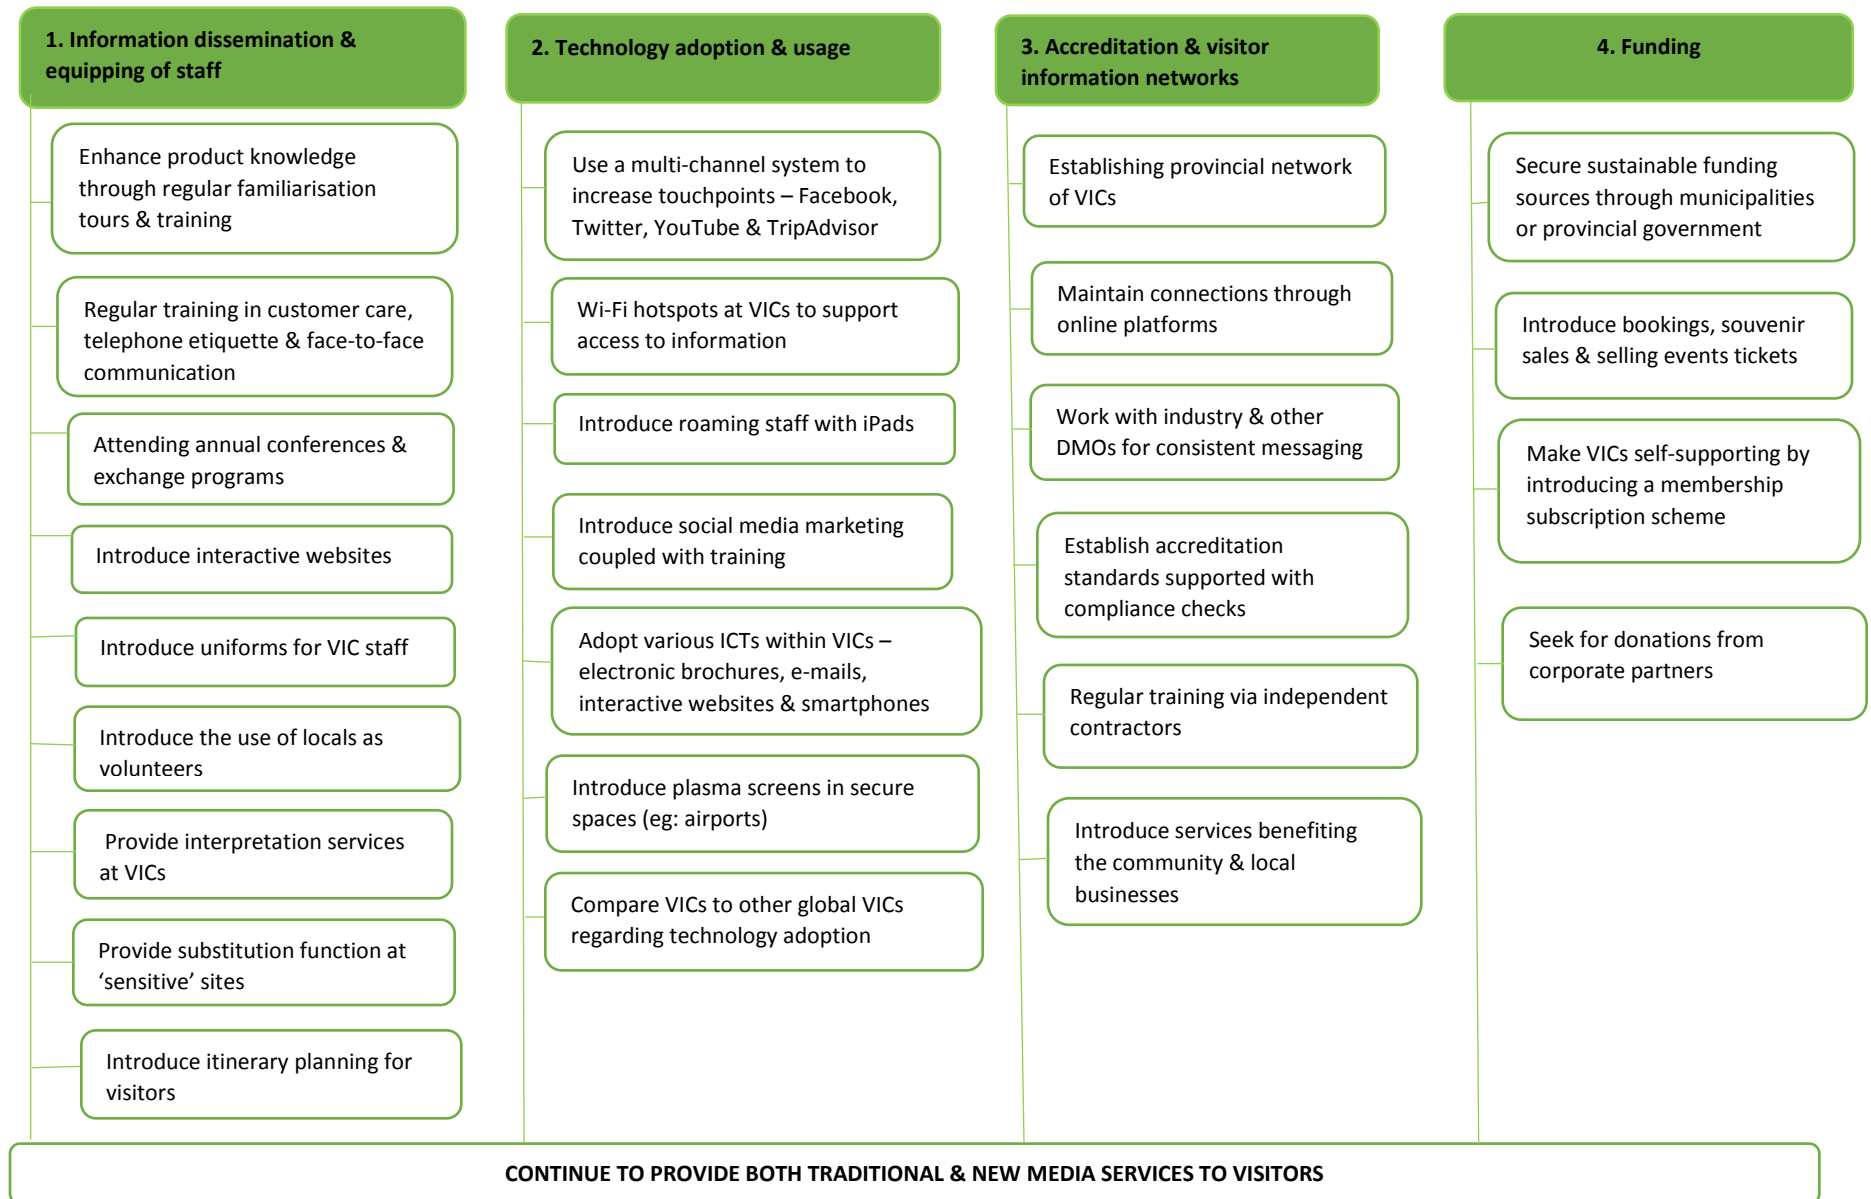 1. Information dissemination &
equipping of staff
Enhance product knowledge
through regular familiarisation
tours & training
Regular training in customer care,
telephone etiquette & face-to-face
communication
Attending annual conferences &
exchange programs
Introduce interactive websites
Introduce uniforms for VIC staff
Introduce the use of locals as
volunteers
Provide interpretation services
at VICs
Provide substitution function at
‘sensitive’ sites
Introduce itinerary planning for
visitors
2. Technology adoption & usage
Use a multi-channel system to
increase touchpoints – Facebook,
Twitter, YouTube & TripAdvisor
Wi-Fi hotspots at VICs to support
access to information
Introduce roaming staff with iPads
Introduce social media marketing
coupled with training
Adopt various ICTs within VICs –
electronic brochures, e-mails,
interactive websites & smartphones
Introduce plasma screens in secure
spaces (eg: airports)
Compare VICs to other global VICs
regarding technology adoption
3. Accreditation & visitor
information networks
Establishing provincial network
of VICs
Maintain connections through
online platforms
Work with industry & other
DMOs for consistent messaging
Establish accreditation
standards supported with
compliance checks
Regular training via independent
contractors
Introduce services benefiting
the community & local
businesses
4. Funding
Secure sustainable funding
sources through municipalities
or provincial government
Introduce bookings, souvenir
sales & selling events tickets
Make VICs self-supporting by
introducing a membership
subscription scheme
Seek for donations from
corporate partners
CONTINUE TO PROVIDE BOTH TRADITIONAL & NEW MEDIA SERVICES TO VISITORS